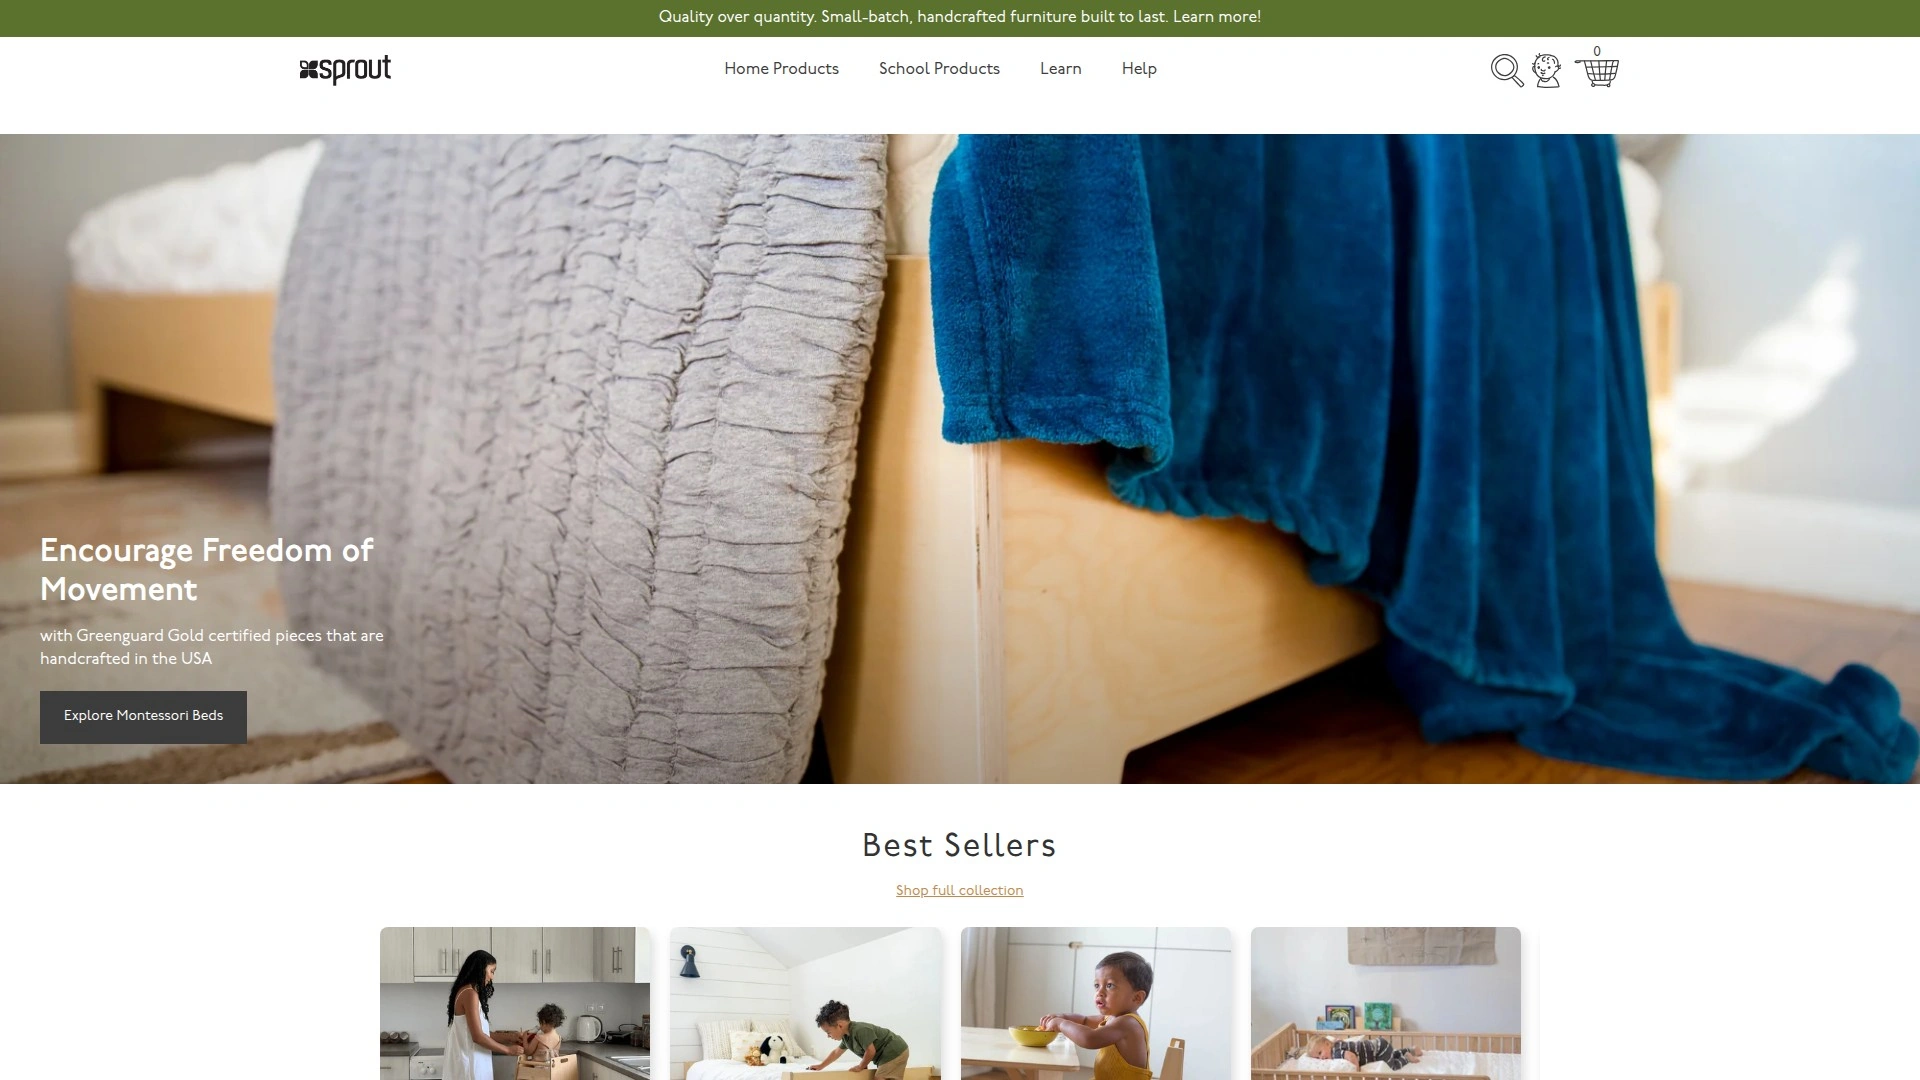 Quality over quantity. Small-batch, handcrafted furniture built to last. Learn more!
sprout
Home Products
School Products
Learn
Help
0
Encourage Freedom of
Movement
with Greenguard Gold certified pieces that are
handcrafted in the USA
Explore Montessori Beds
Best Sellers
Shop full collection